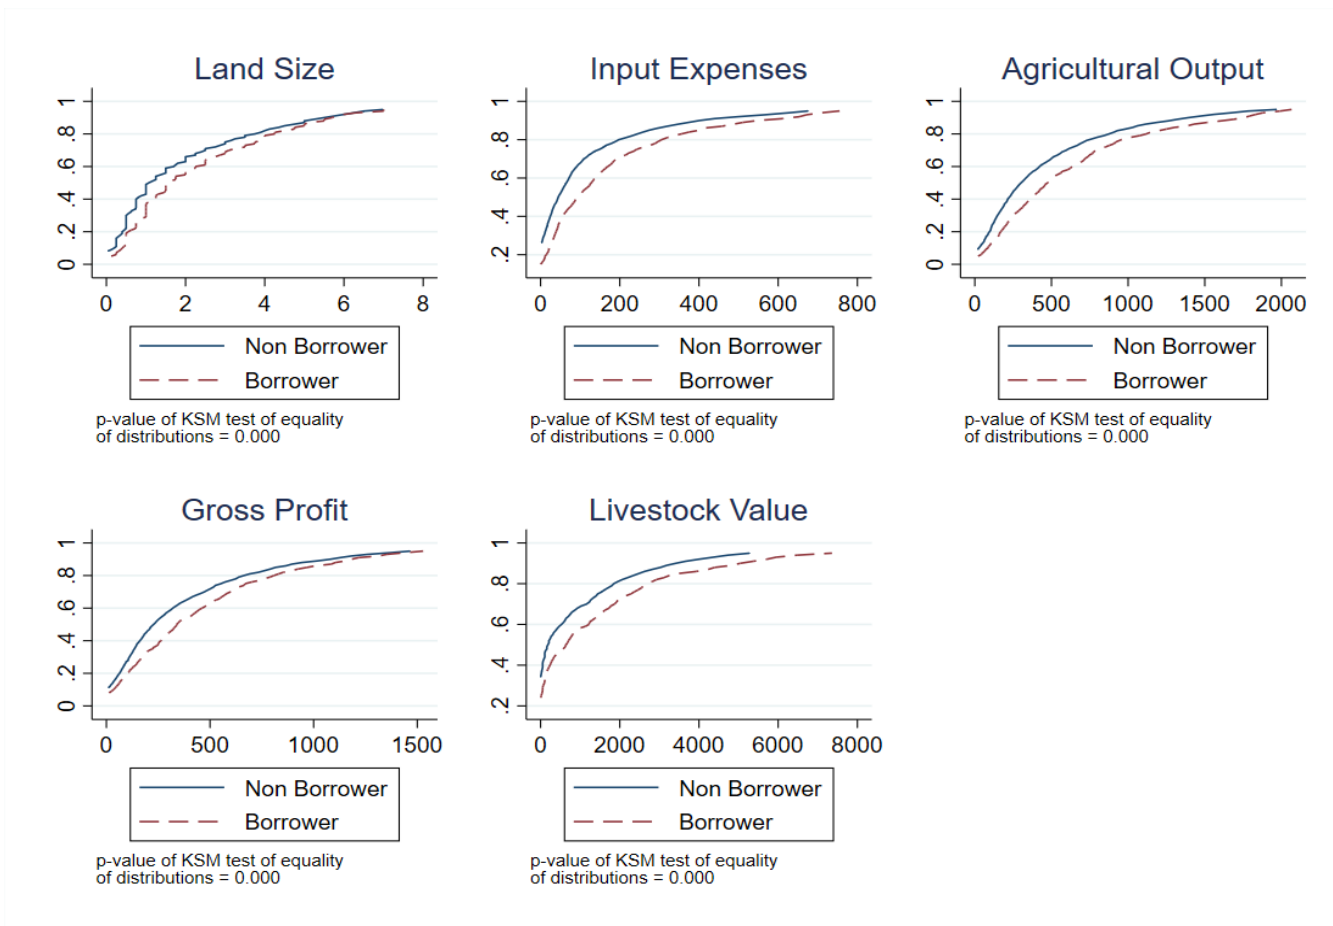 Land Size
1
.8
.6
.4
.2
0
0 2 4 6 8
Non Borrower
Borrower
p-value of KSM test of equality
of distributions = 0.000
Input Expenses
1
.8
.6
.4
.2
0 200 400 600 800
Non Borrower
Borrower
p-value of KSM test of equality
of distributions = 0.000
Agricultural Output
1
.8
.6
.4
.2
0
0 500 1000 1500 2000
Non Borrower
Borrower
p-value of KSM test of equality
of distributions = 0.000
Gross Profit
1
.8
.6
.4
.2
0
0 500 1000 1500
Non Borrower
Borrower
p-value of KSM test of equality
of distributions = 0.000
Livestock Value
1
.8
.6
.4
.2
0 2000 4000 6000 8000
Non Borrower
Borrower
p-value of KSM test of equality
of distributions = 0.000